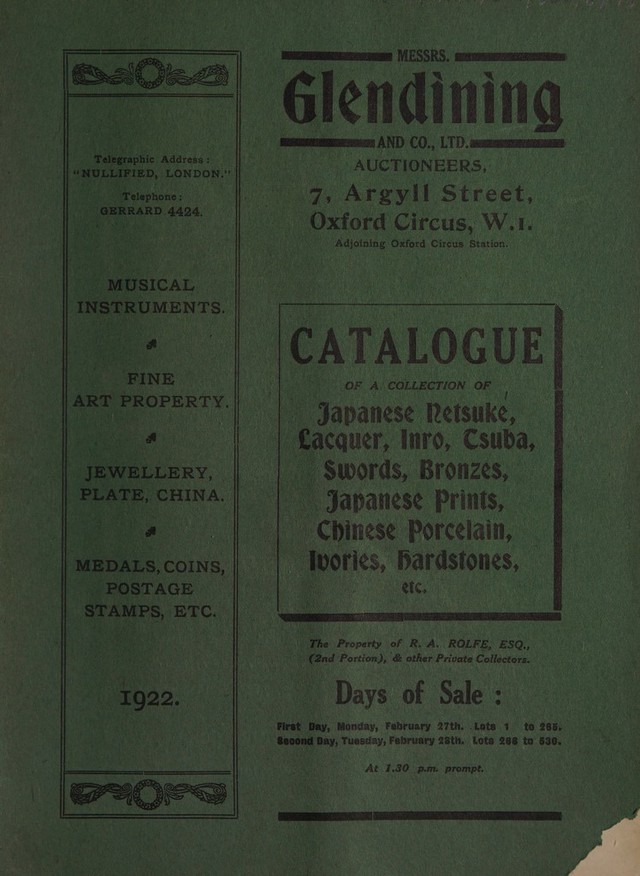 Telegraphic Address:
"NULLIFIED, LONDON."
Telephone:
GERRARD 4424.
MUSICAL
INSTRUMENTS.
FINE
ART PROPERTY.
JEWELLERY,
PLATE, CHINA.
MEDALS, COINS,
POSTAGE
STAMPS, ETC.
1922.
MESSRS.
Glendining
AND CO., LTD.
AUCTIONEERS,
7, Argyll Street,
Oxford Circus, W.1.
Adjoining Oxford Circus Station.
CATALOGUE
OF A COLLECTION OF
Japanese Netsuke,
Lacquer, Inro, Tsuba,
Swords, Bronzes,
Japanese Prints,
Chinese Porcelain,
Ivories, Hardstones,
etc.
The Property of R. A. ROLFE, ESQ.,
(2nd Portion), & other Private Collectors.
Days of Sale :
First Day, Monday, February 27th. Lots 1 to 265.
Second Day, Tuesday, February 28th. Lots 266 to 530.
At 1.30 p.m. prompt.